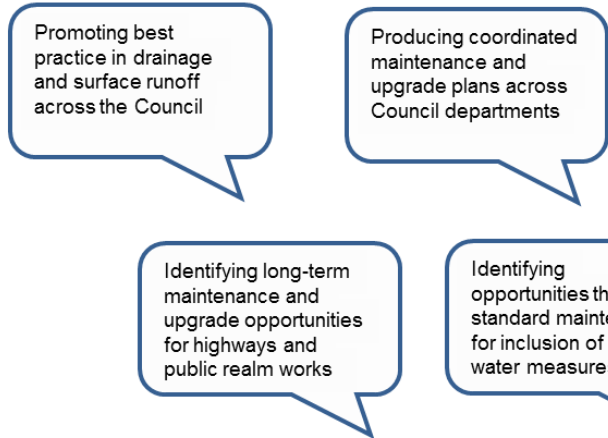 Promoting best
practice in drainage
and surface runoff
across the Council
Producing coordinated
maintenance and
upgrade plans across
Council departments
Identifying long-term
maintenance and
upgrade opportunities
for highways and
public realm works
Identifying
opportunities
standard
for inclusion of
water